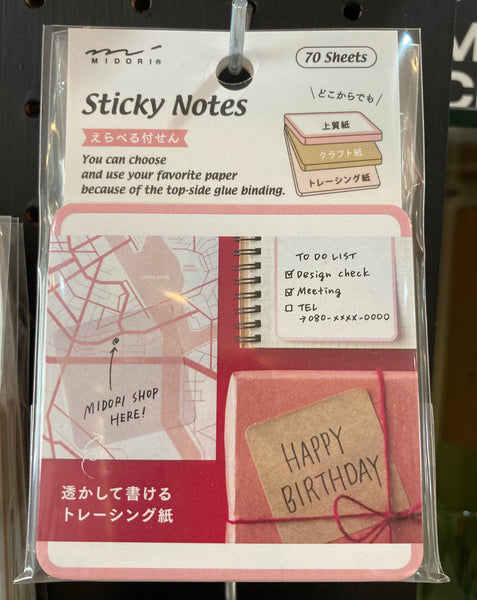 MIDORI®
70 Sheets
Sticky Notes
どこからでも
えらべる付せん
上質紙
クラフト紙
トレーシング紙
You can choose
and use your favorite paper
because of the top-side glue binding.
TO DO LIST
Design check
Meeting
TEL
→080-XXXX-0000
MIDORI SHOP
HERE!
HAPPY
BIRTHDAY
透かして書ける
トレーシング紙